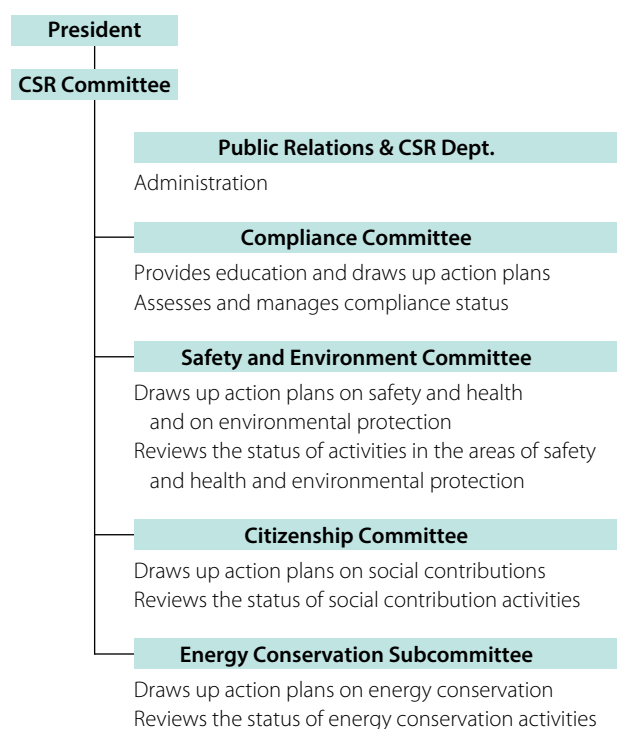 President
CSR Committee
Public Relations & CSR Dept.
Administration
Compliance Committee
Provides education and draws up action plans
Assesses and manages compliance status
Safety and Environment Committee
Draws up action plans on safety and health
and on environmental protection
Reviews the status of activities in the areas of safety
and health and environmental protection
Citizenship Committee
Draws up action plans on social contributions
Reviews the status of social contribution activities
Energy Conservation Subcommittee
Draws up action plans on energy conservation
Reviews the status of energy conservation activities